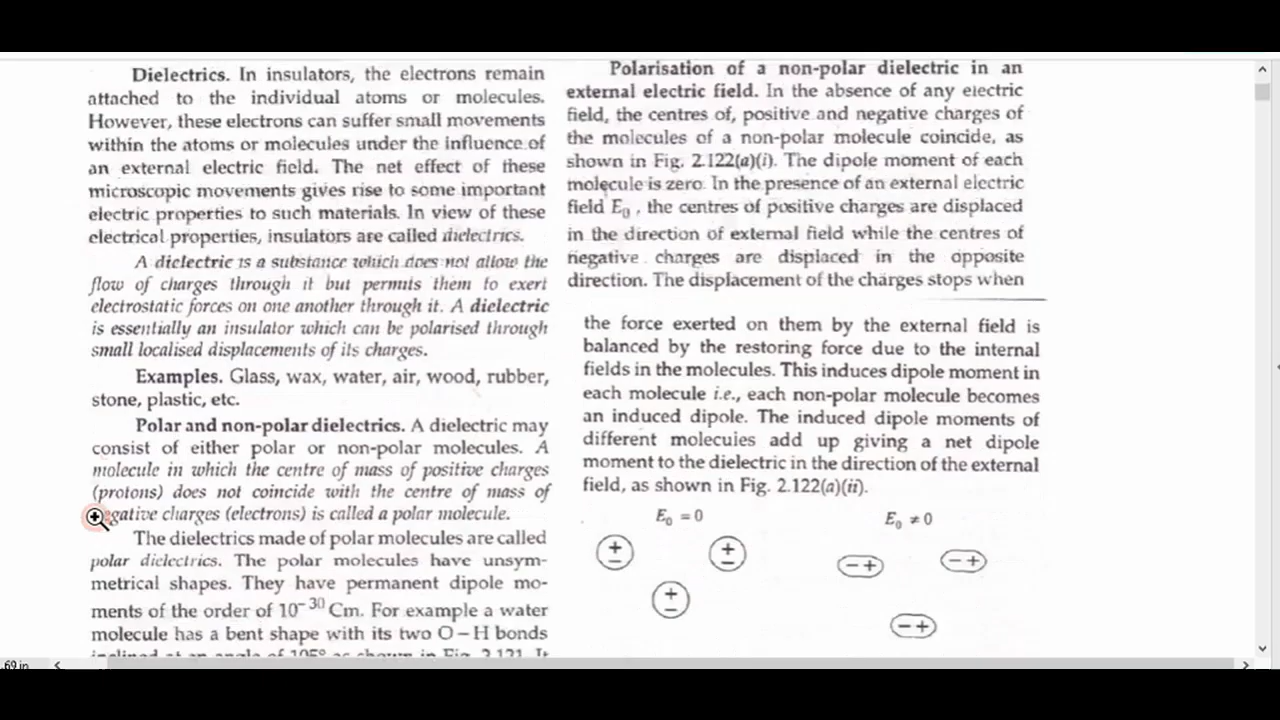 Dielectrics. In insulators, the electrons remain
attached to the individual atoms or molecules.
However, these electrons can suffer small movements
within the atoms or molecules under the influence of
an external electric field. The net effect of these
microscopic movements gives rise to some important
electric properties to such materials. In view of these
electrical properties, insulators are called dielectrics.
A dielectric is a substance which does not allow the
flow of charges through it but permits them to exert
electrostatic forces on one another through it. A dielectric
is essentially an insulator which can be polarised through
small localised displacements of its charges.
Examples. Glass, wax, water, air, wood, rubber,
stone, plastic, etc.
Polar and non-polar dielectrics. A dielectric may
consist of either polar or non-polar molecules. A
molecule in which the centre of mass of positive charges
(protons) does not coincide with the centre of mass of
egative charges (electrons) is called a polar molecule.
The dielectrics made of polar molecules are called
polar dielectrics. The polar molecules have unsym-
metrical shapes. They have permanent dipole mo-
ments of the order of 10⁻³⁰ Cm. For example a water
molecule has a bent shape with its two O – H bonds
inclined at an angle of 105° as shown in Fig. 2.121. It
Polarisation of a non-polar dielectric in an
external electric field. In the absence of any electric
field, the centres of, positive and negative charges of
the molecules of a non-polar molecule coincide, as
shown in Fig. 2.122(a)(i). The dipole moment of each
molecule is zero. In the presence of an external electric
field E₀, the centres of positive charges are displaced
in the direction of external field while the centres of
negative charges are displaced in the opposite
direction. The displacement of the charges stops when
the force exerted on them by the external field is
balanced by the restoring force due to the internal
fields in the molecules. This induces dipole moment in
each molecule i.e., each non-polar molecule becomes
an induced dipole. The induced dipole moments of
different molecules add up giving a net dipole
moment to the dielectric in the direction of the external
field, as shown in Fig. 2.122(a)(ii).
E₀ = 0
E₀ ≠ 0
+ −
+ −
+ −
− +
− +
− +
.69 in